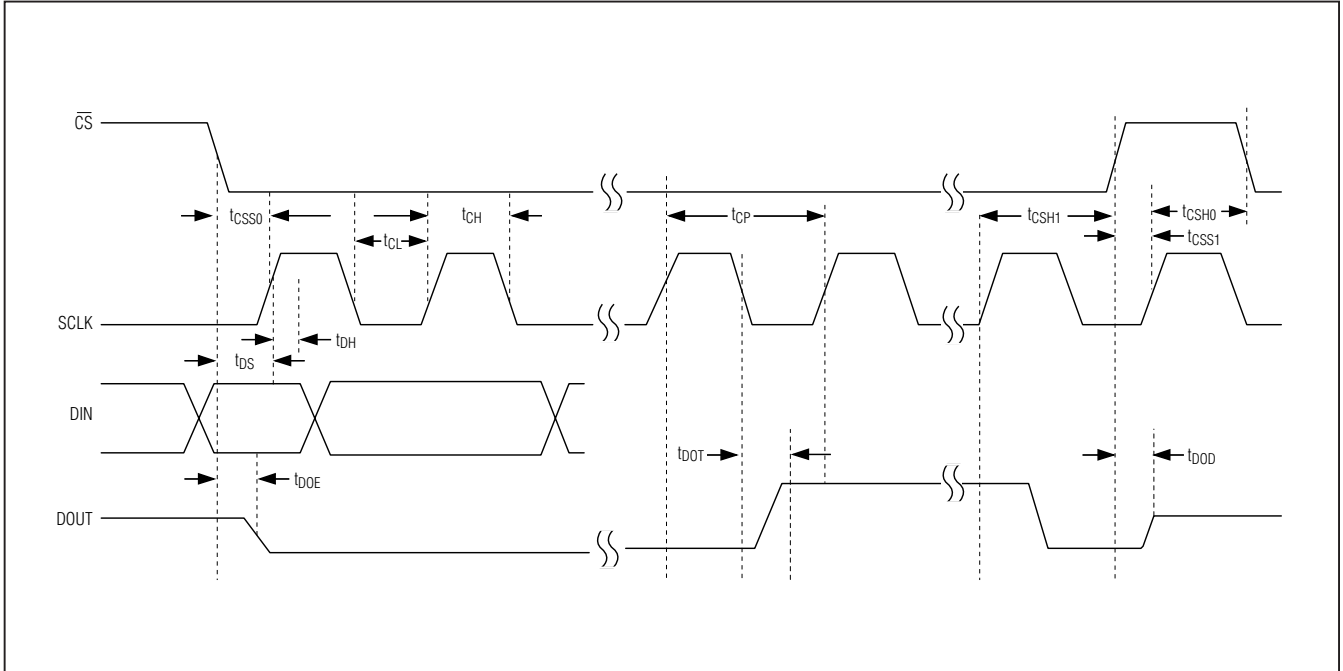 CS
tCSS0
tCH
tCP
tCSH1
tCSH0
tCL
tCSS1
SCLK
tDH
tDS
DIN
tDOT
tDOD
tDOE
DOUT